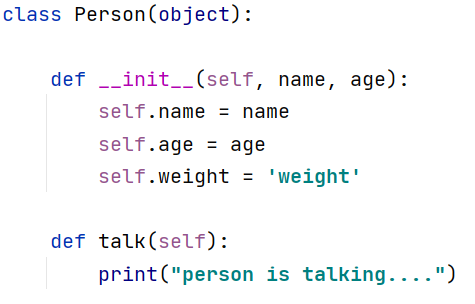 class Person(object):
    def __init__(self, name, age):
        self.name = name
        self.age = age
        self.weight = 'weight'
    def talk(self):
        print("person is talking....")